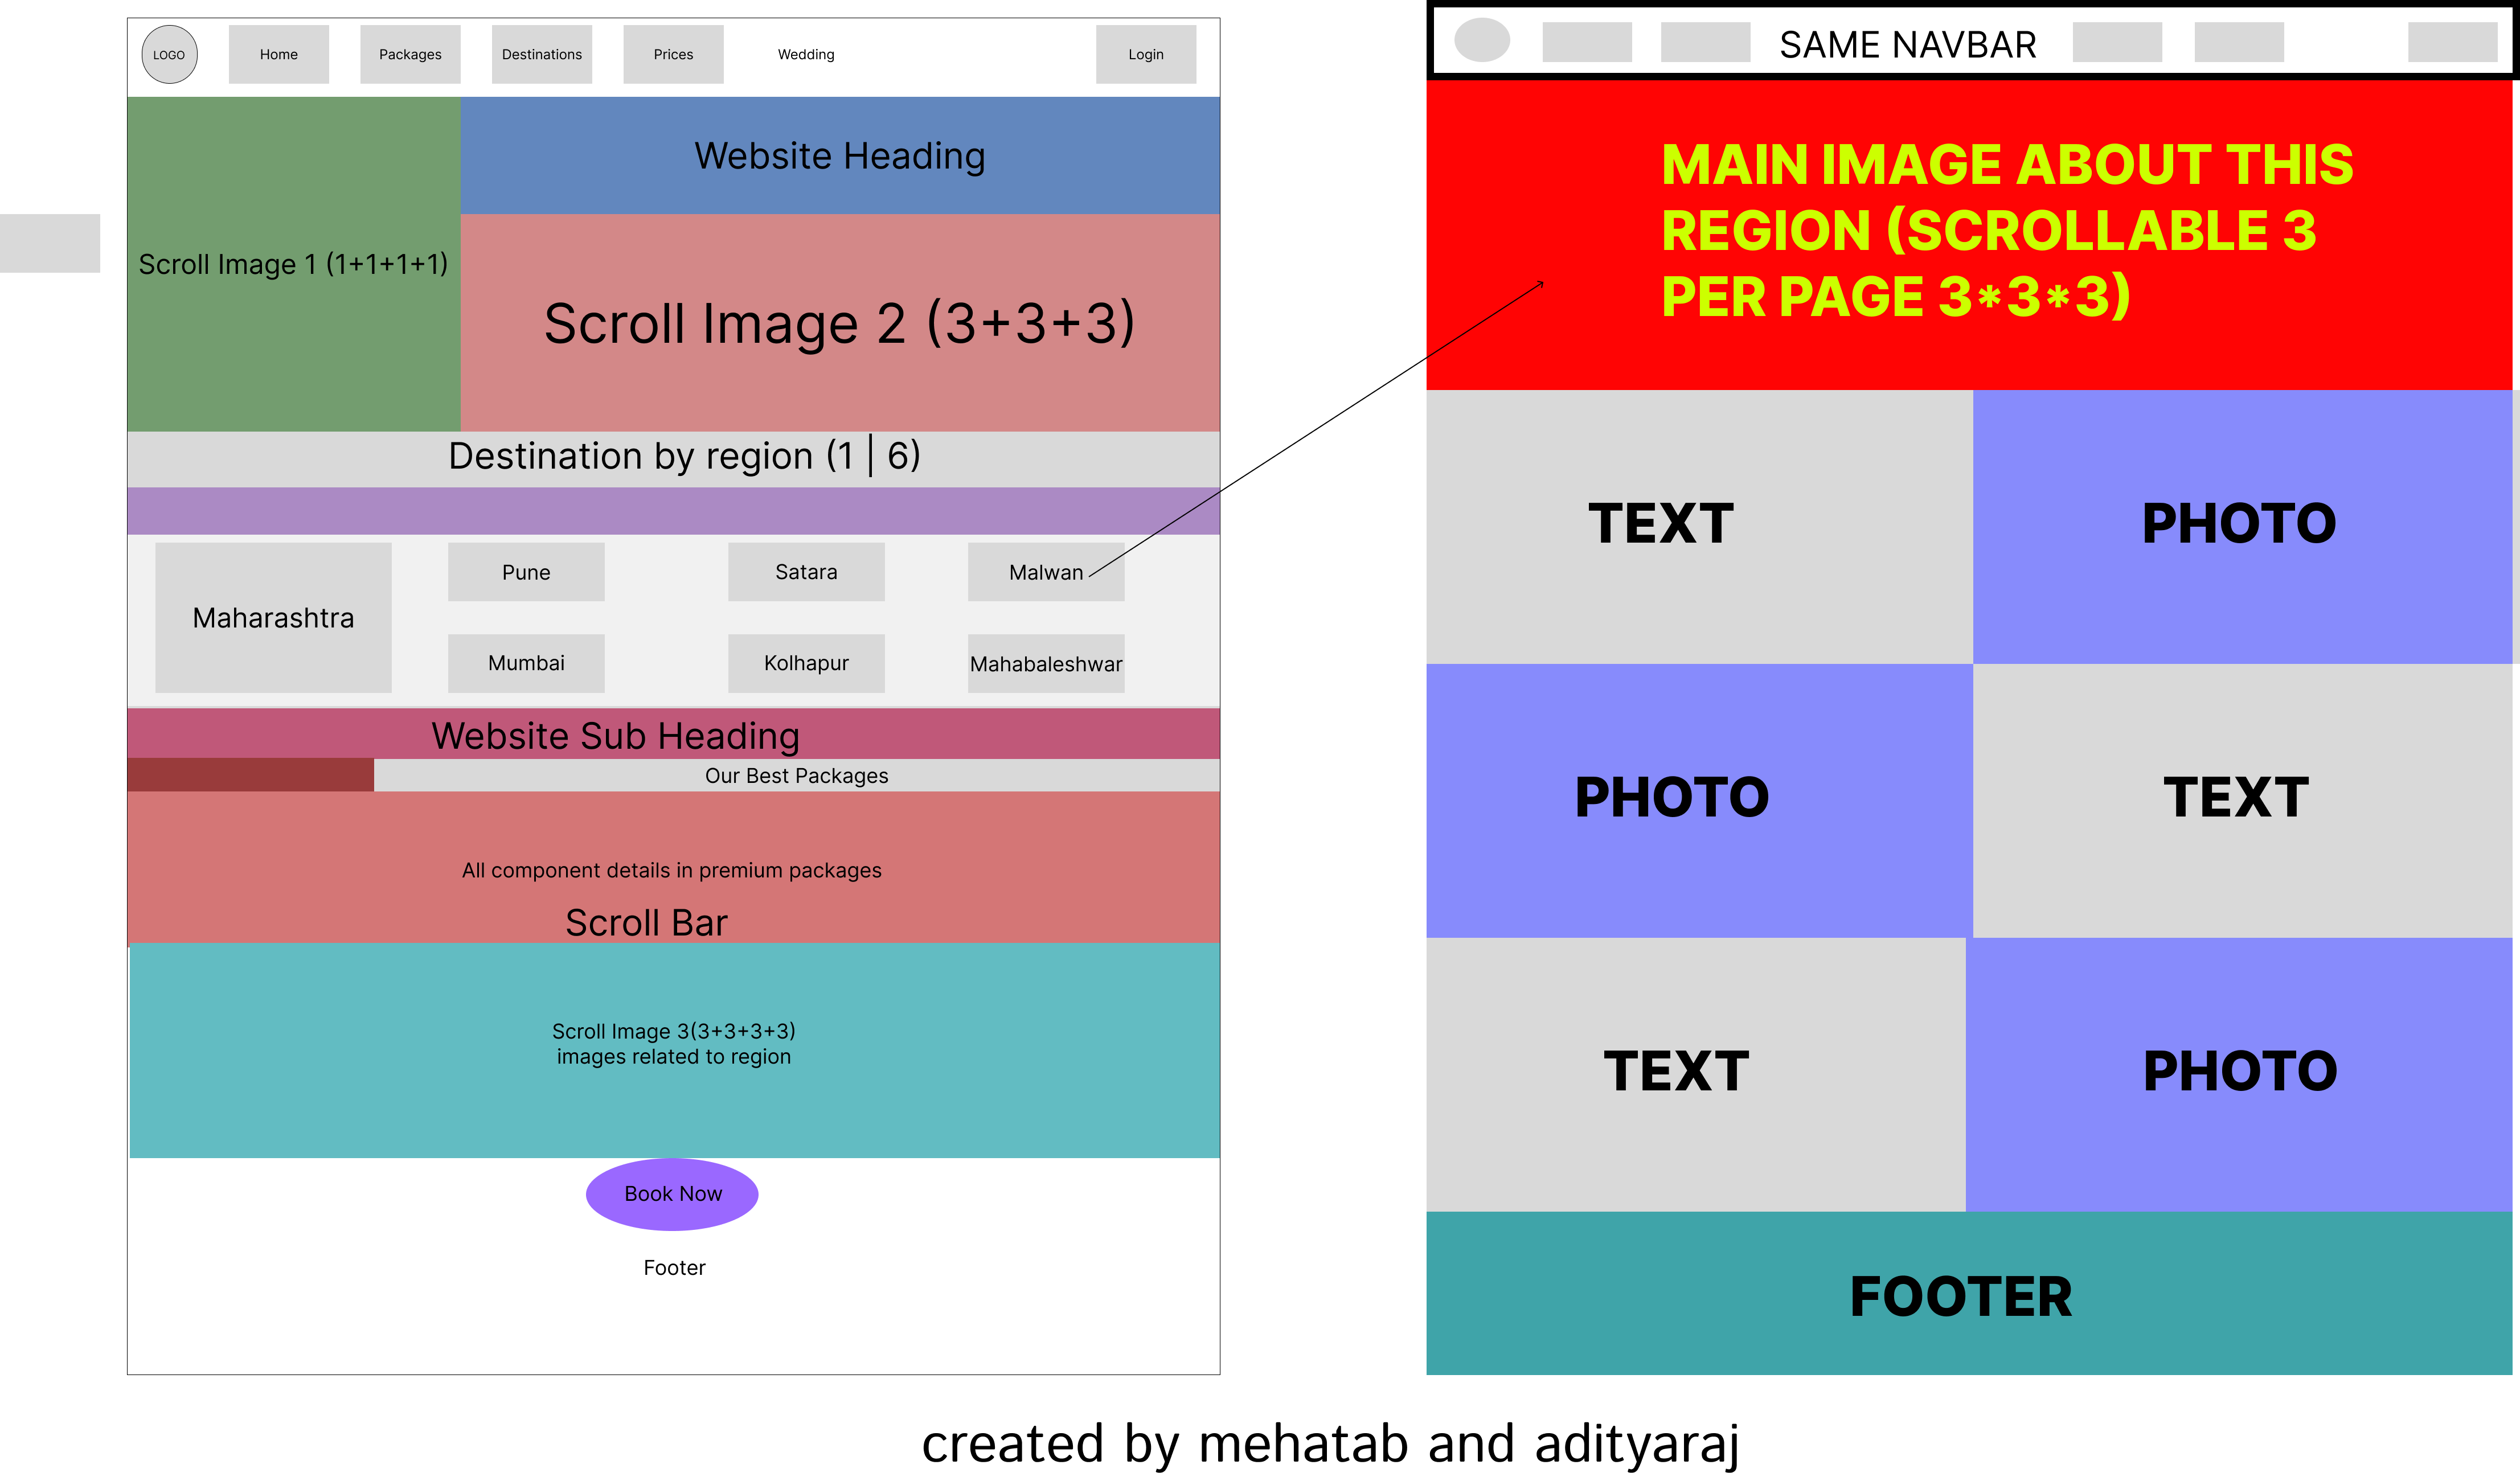 LOGO
Home
Packages
Destinations
Prices
Wedding
Login
Website Heading
Scroll Image 1 (1+1+1+1)
Scroll Image 2 (3+3+3)
Destination by region (1 | 6)
Maharashtra
Pune
Satara
Malwan
Mumbai
Kolhapur
Mahabaleshwar
Website Sub Heading
Our Best Packages
All component details in premium packages
Scroll Bar
Scroll Image 3(3+3+3+3)
images related to region
Book Now
Footer
SAME NAVBAR
MAIN IMAGE ABOUT THIS
REGION (SCROLLABLE 3
PER PAGE 3*3*3)
TEXT
PHOTO
PHOTO
TEXT
TEXT
PHOTO
FOOTER
created by mehatab and adityaraj